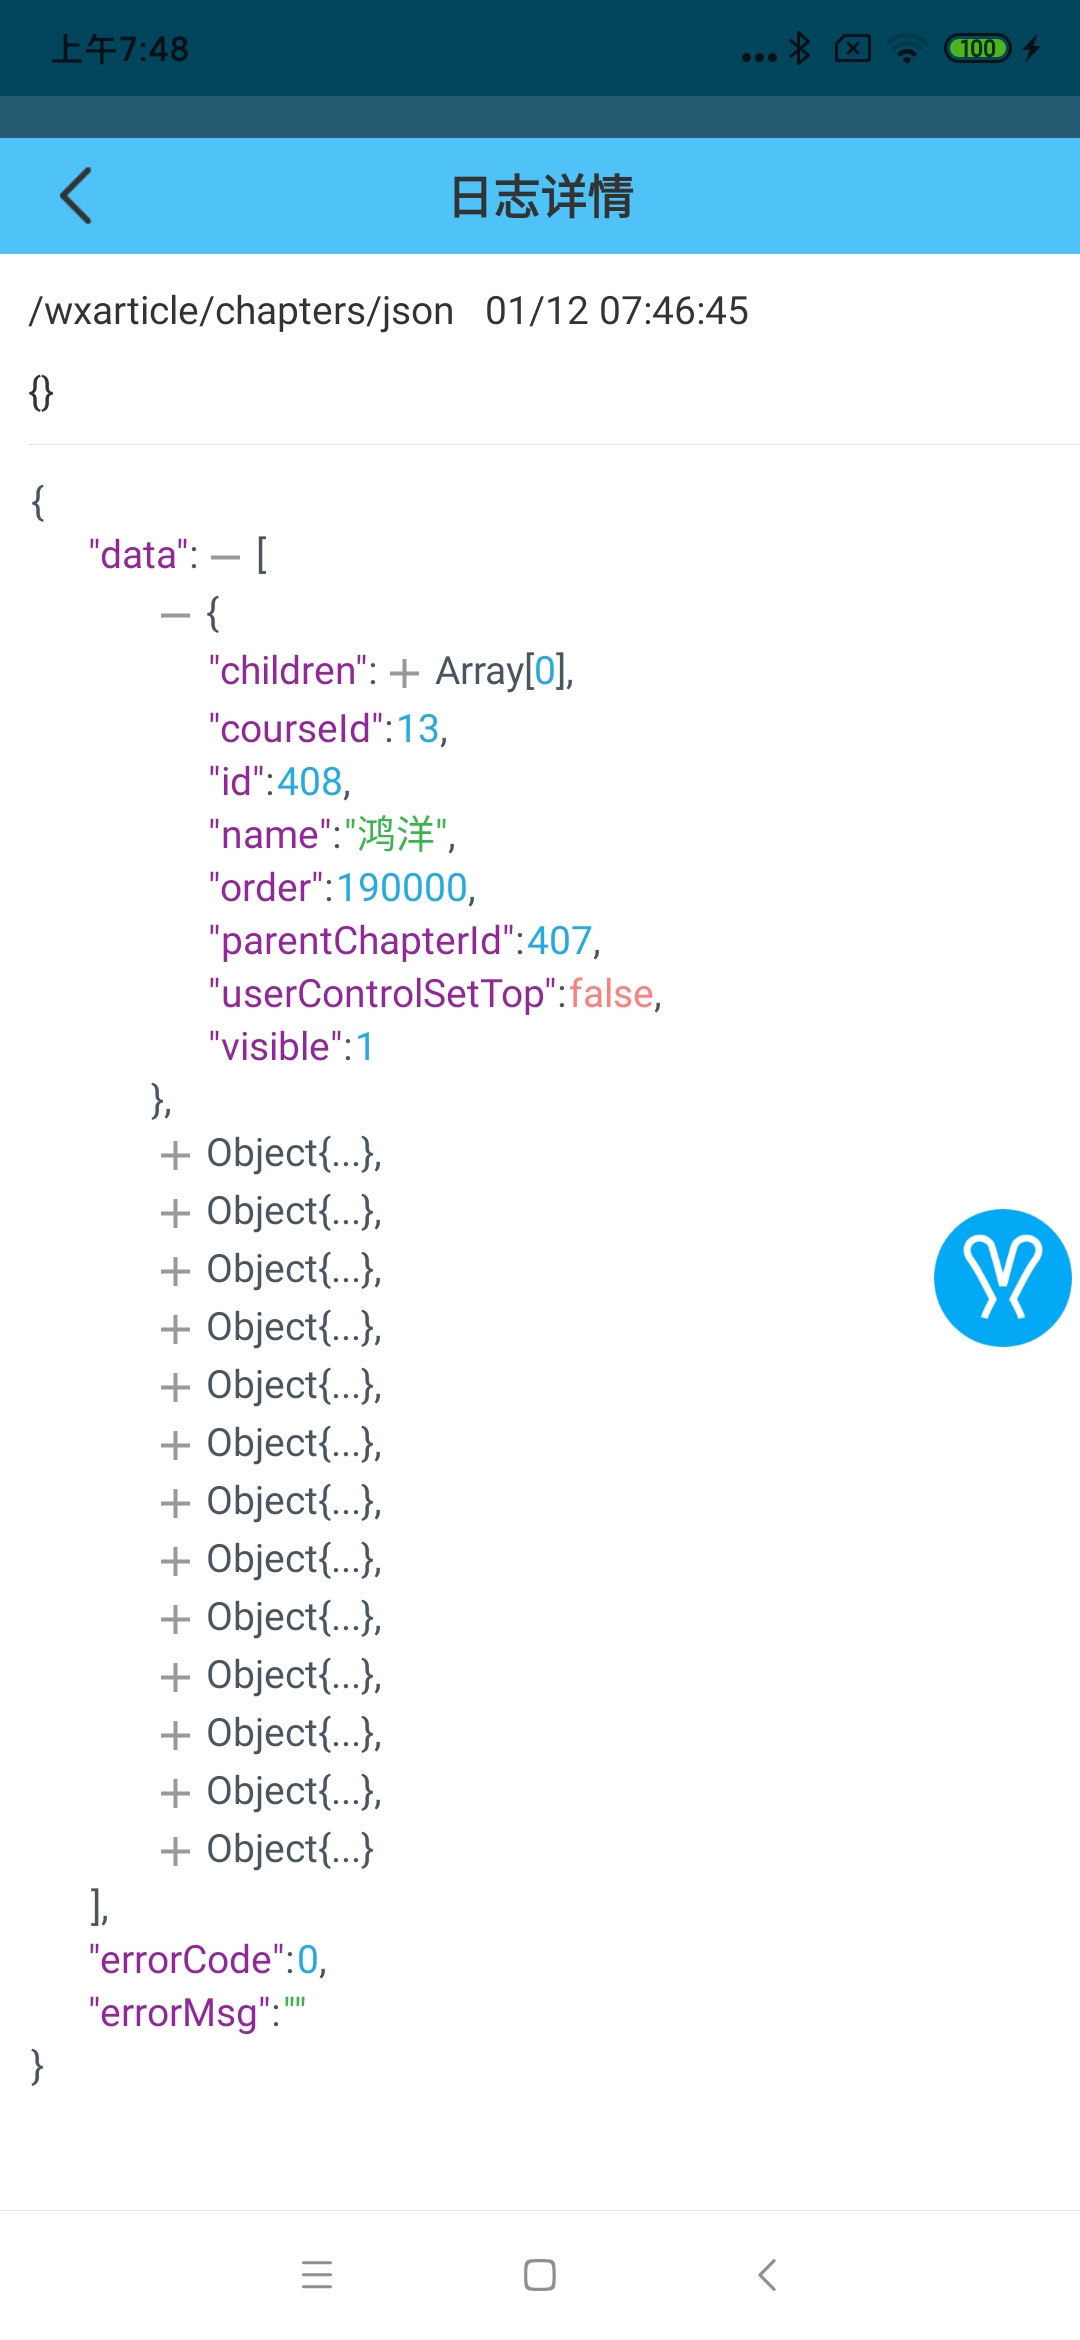 上午7:48
100
日志详情
/wxarticle/chapters/json 01/12 07:46:45
{}
{
"data": — [
— {
"children": + Array[0],
"courseId":13,
"id":408,
"name":"鸿洋",
"order":190000,
"parentChapterId":407,
"userControlSetTop":false,
"visible":1
},
+ Object{...},
+ Object{...},
+ Object{...},
+ Object{...},
+ Object{...},
+ Object{...},
+ Object{...},
+ Object{...},
+ Object{...},
+ Object{...},
+ Object{...},
+ Object{...},
+ Object{...}
],
"errorCode":0,
"errorMsg":""
}